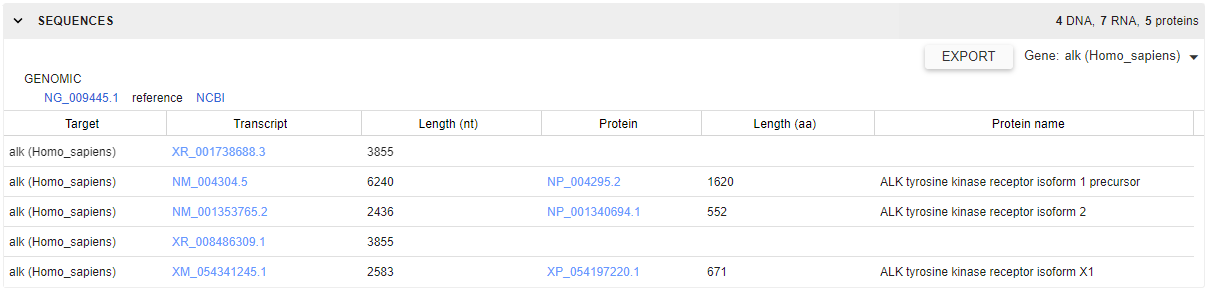 SEQUENCES 4 DNA, 7 RNA, 5 proteins
EXPORT Gene: alk (Homo_sapiens)
GENOMIC
NG_009445.1 reference NCBI
Target Transcript Length (nt) Protein Length (aa) Protein name
alk (Homo_sapiens) XR_001738688.3 3855
alk (Homo_sapiens) NM_004304.5 6240 NP_004295.2 1620 ALK tyrosine kinase receptor isoform 1 precursor
alk (Homo_sapiens) NM_001353765.2 2436 NP_001340694.1 552 ALK tyrosine kinase receptor isoform 2
alk (Homo_sapiens) XR_008486309.1 3855
alk (Homo_sapiens) XM_054341245.1 2583 XP_054197220.1 671 ALK tyrosine kinase receptor isoform X1